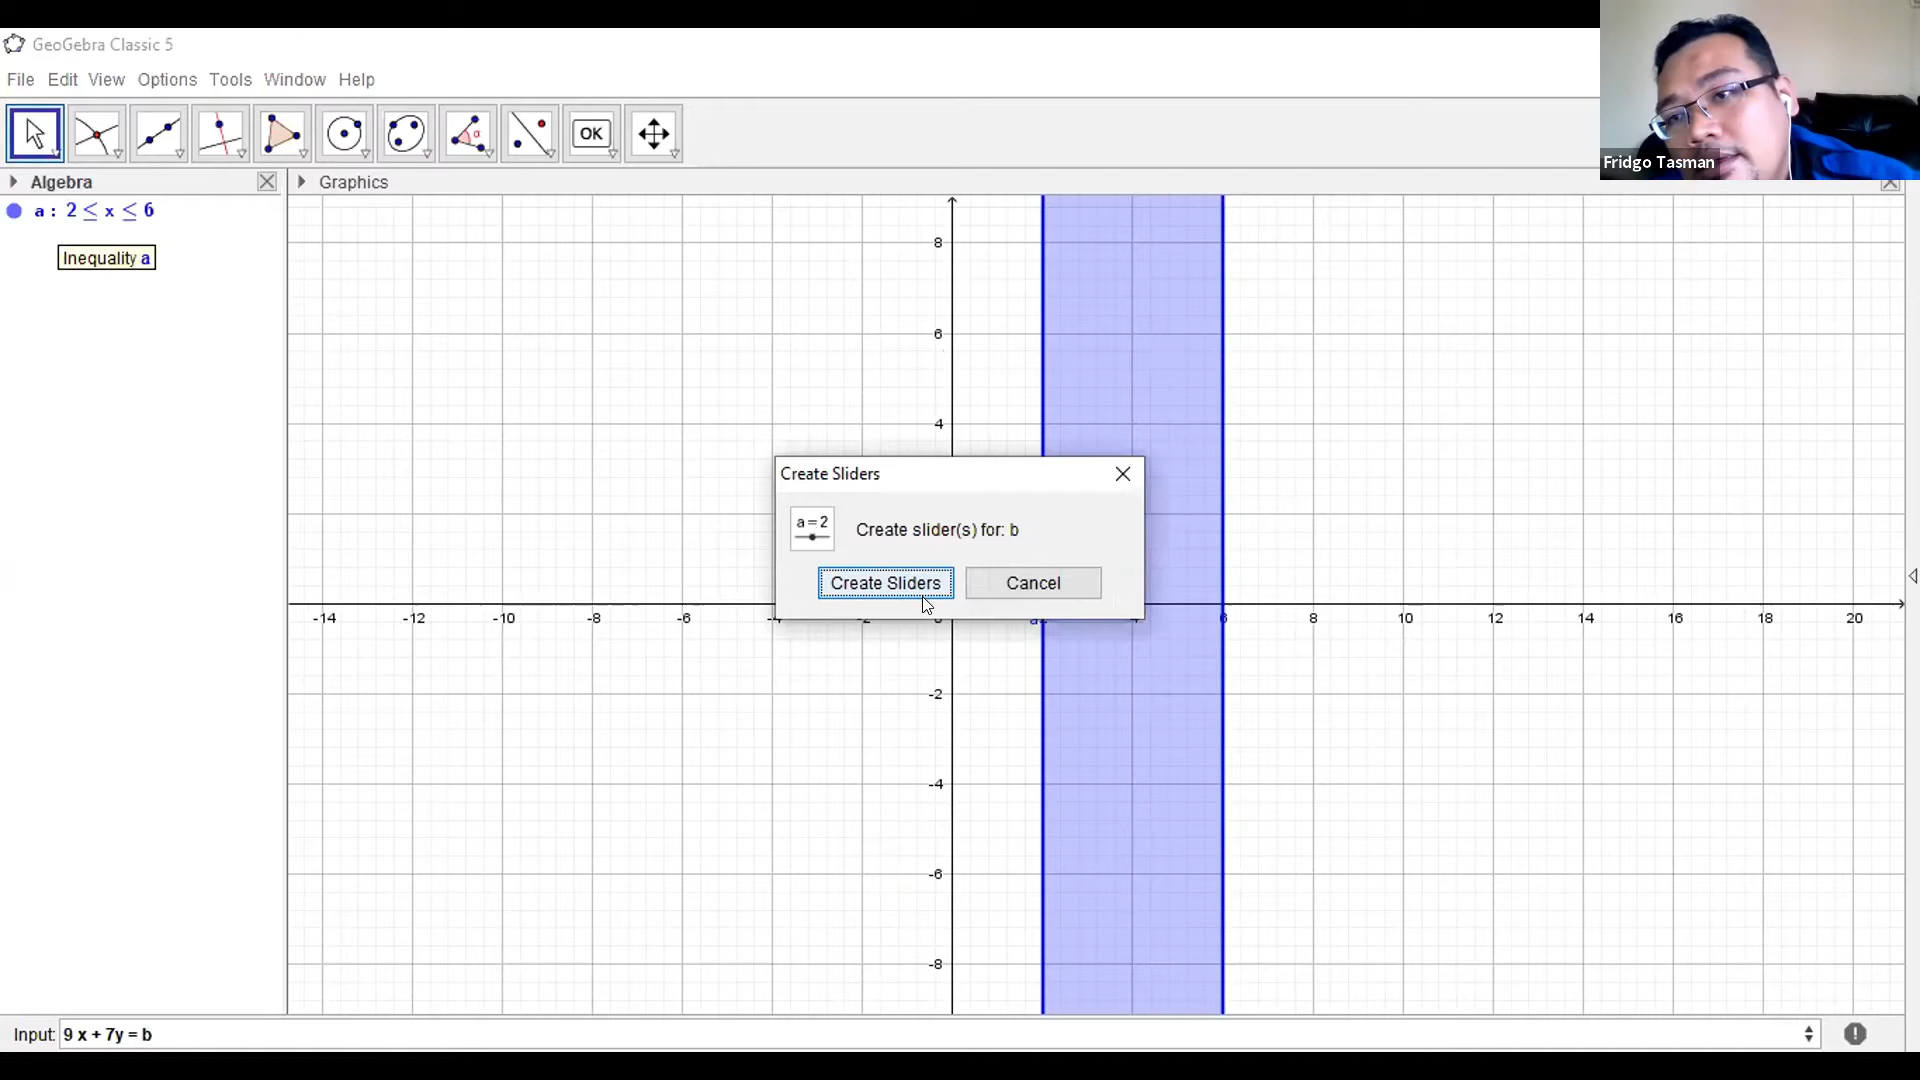 GeoGebra Classic 5
File Edit View Options Tools Window Help
α
OK
Fridgo Tasman
Algebra
Graphics
a : 2 ≤ x ≤ 6
Inequality a
8
6
4
Create Sliders
a=2
Create slider(s) for: b
Create Sliders Cancel
-14 -12 -10 -8 -6 -2 a 6 8 10 12 14 16 18 20
-2
-4
-6
-8
Input: 9 x + 7y = b